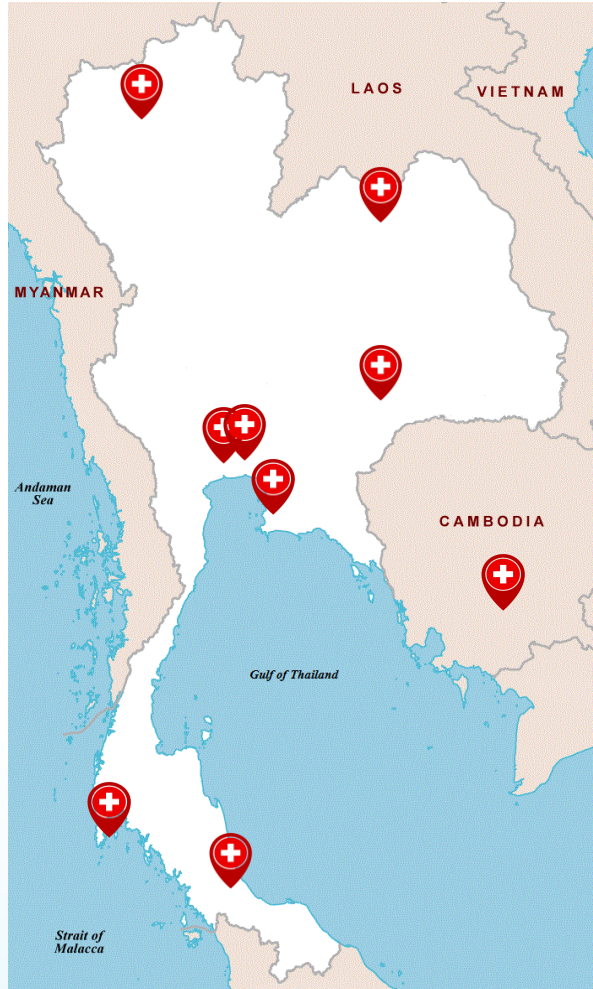 LAOS
VIETNAM
MYANMAR
Andaman
Sea
CAMBODIA
Gulf of Thailand
Strait of
Malacca